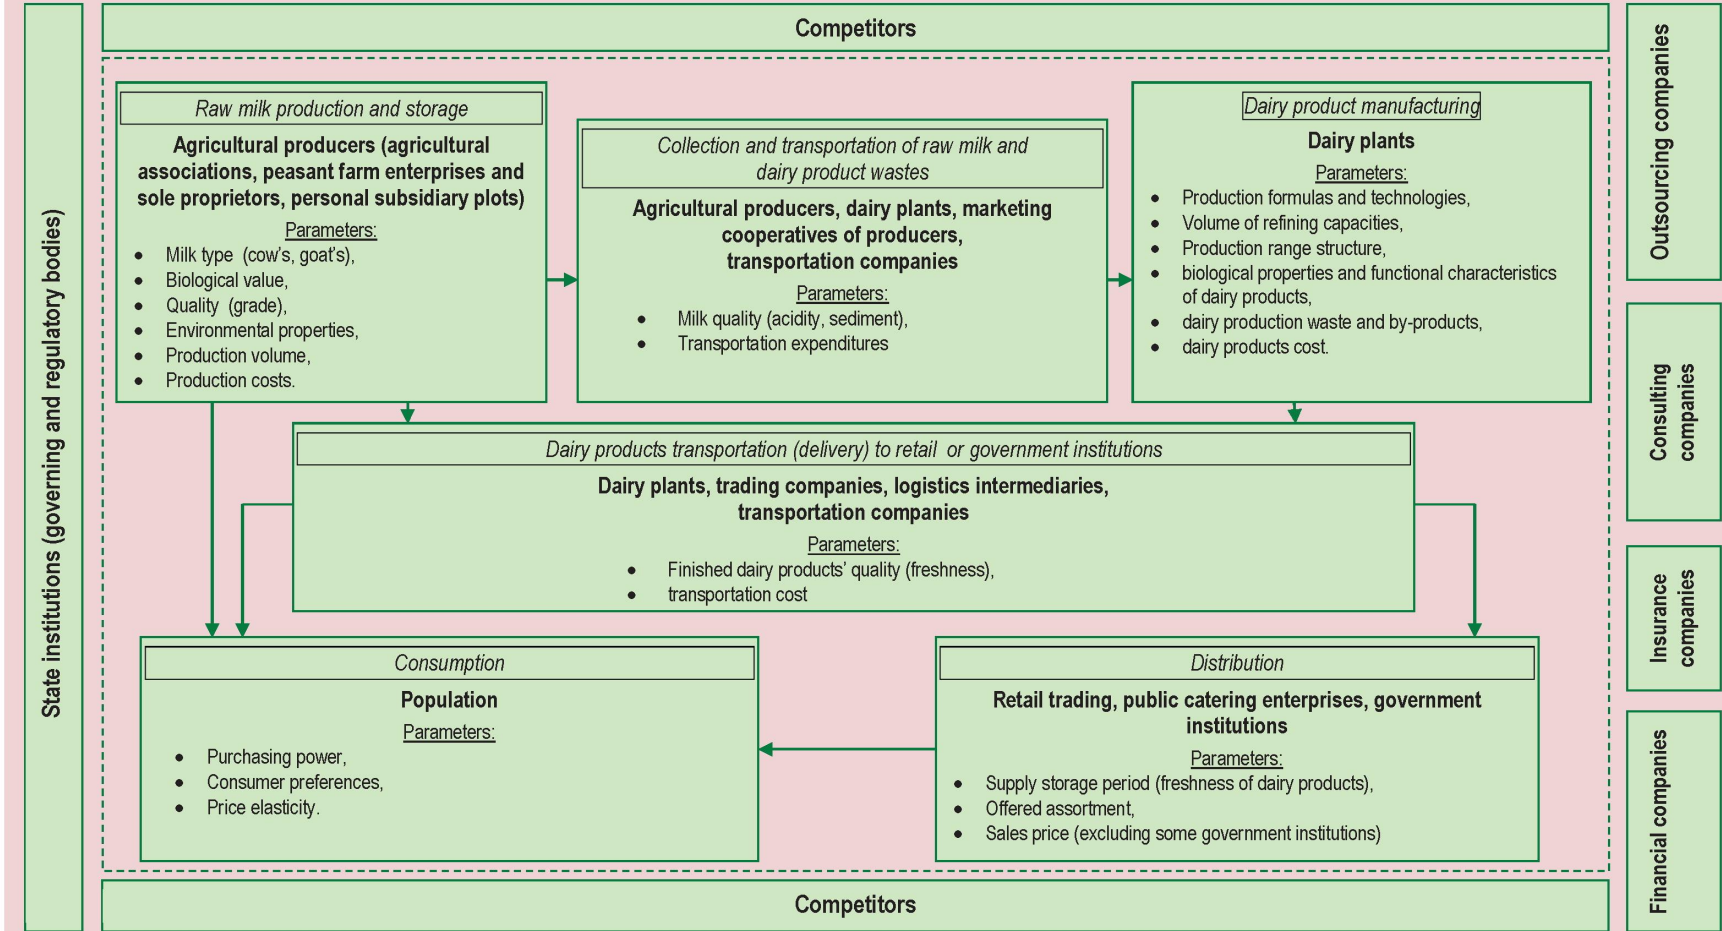 State institutions (governing and regulatory bodies)
Competitors
Raw milk production and storage
Agricultural producers (agricultural
associations, peasant farm enterprises and
sole proprietors, personal subsidiary plots)
Parameters:
• Milk type (cow's, goat's),
• Biological value,
• Quality (grade),
• Environmental properties,
• Production volume,
• Production costs.
Collection and transportation of raw milk and
dairy product wastes
Agricultural producers, dairy plants, marketing
cooperatives of producers,
transportation companies
Parameters:
• Milk quality (acidity, sediment),
• Transportation expenditures
Dairy product manufacturing
Dairy plants
Parameters:
• Production formulas and technologies,
• Volume of refining capacities,
• Production range structure,
• biological properties and functional characteristics
of dairy products,
• dairy production waste and by-products,
• dairy products cost.
Dairy products transportation (delivery) to retail or government institutions
Dairy plants, trading companies, logistics intermediaries,
transportation companies
Parameters:
• Finished dairy products' quality (freshness),
• transportation cost
Consumption
Population
Parameters:
• Purchasing power,
• Consumer preferences,
• Price elasticity.
Distribution
Retail trading, public catering enterprises, government
institutions
Parameters:
• Supply storage period (freshness of dairy products),
• Offered assortment,
• Sales price (excluding some government institutions)
Competitors
Outsourcing companies
Consulting
companies
Insurance
companies
Financial companies